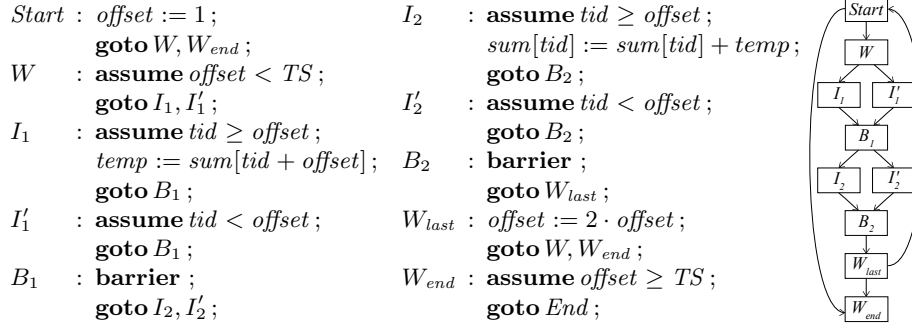 Start : offset := 1 ;
goto W, W_end ;
W : assume offset < TS ;
goto I_1, I′_1 ;
I_1 : assume tid ≥ offset ;
temp := sum[tid + offset] ;
goto B_1 ;
I′_1 : assume tid < offset ;
goto B_1 ;
B_1 : barrier ;
goto I_2, I′_2 ;
I_2 : assume tid ≥ offset ;
sum[tid] := sum[tid] + temp ;
goto B_2 ;
I′_2 : assume tid < offset ;
goto B_2 ;
B_2 : barrier ;
goto W_last ;
W_last : offset := 2 · offset ;
goto W, W_end ;
W_end : assume offset ≥ TS ;
goto End ;
Start
W
I_1 I′_1
B_1
I_2 I′_2
B_2
W_last
W_end